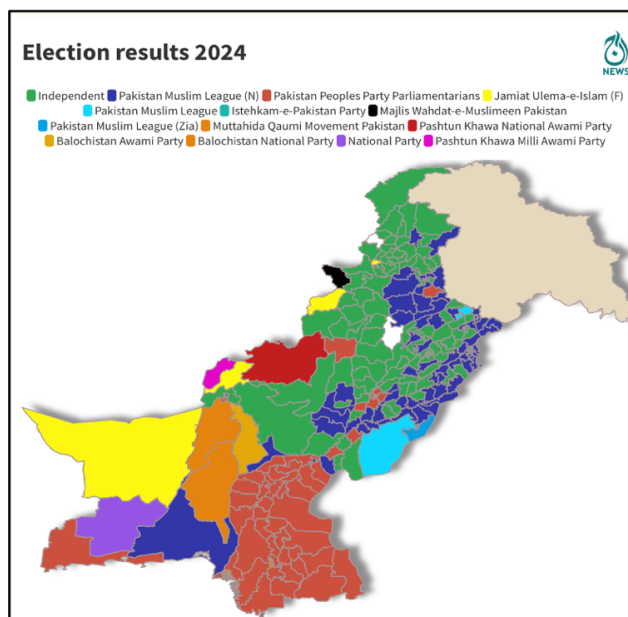 Election results 2024
NEWS
Independent Pakistan Muslim League (N) Pakistan Peoples Party Parliamentarians Jamiat Ulema-e-Islam (F)
Pakistan Muslim League Istehkam-e-Pakistan Party Majlis Wahdat-e-Muslimeen Pakistan
Pakistan Muslim League (Zia) Muttahida Qaumi Movement Pakistan Pashtun Khawa National Awami Party
Balochistan Awami Party Balochistan National Party National Party Pashtun Khawa Milli Awami Party